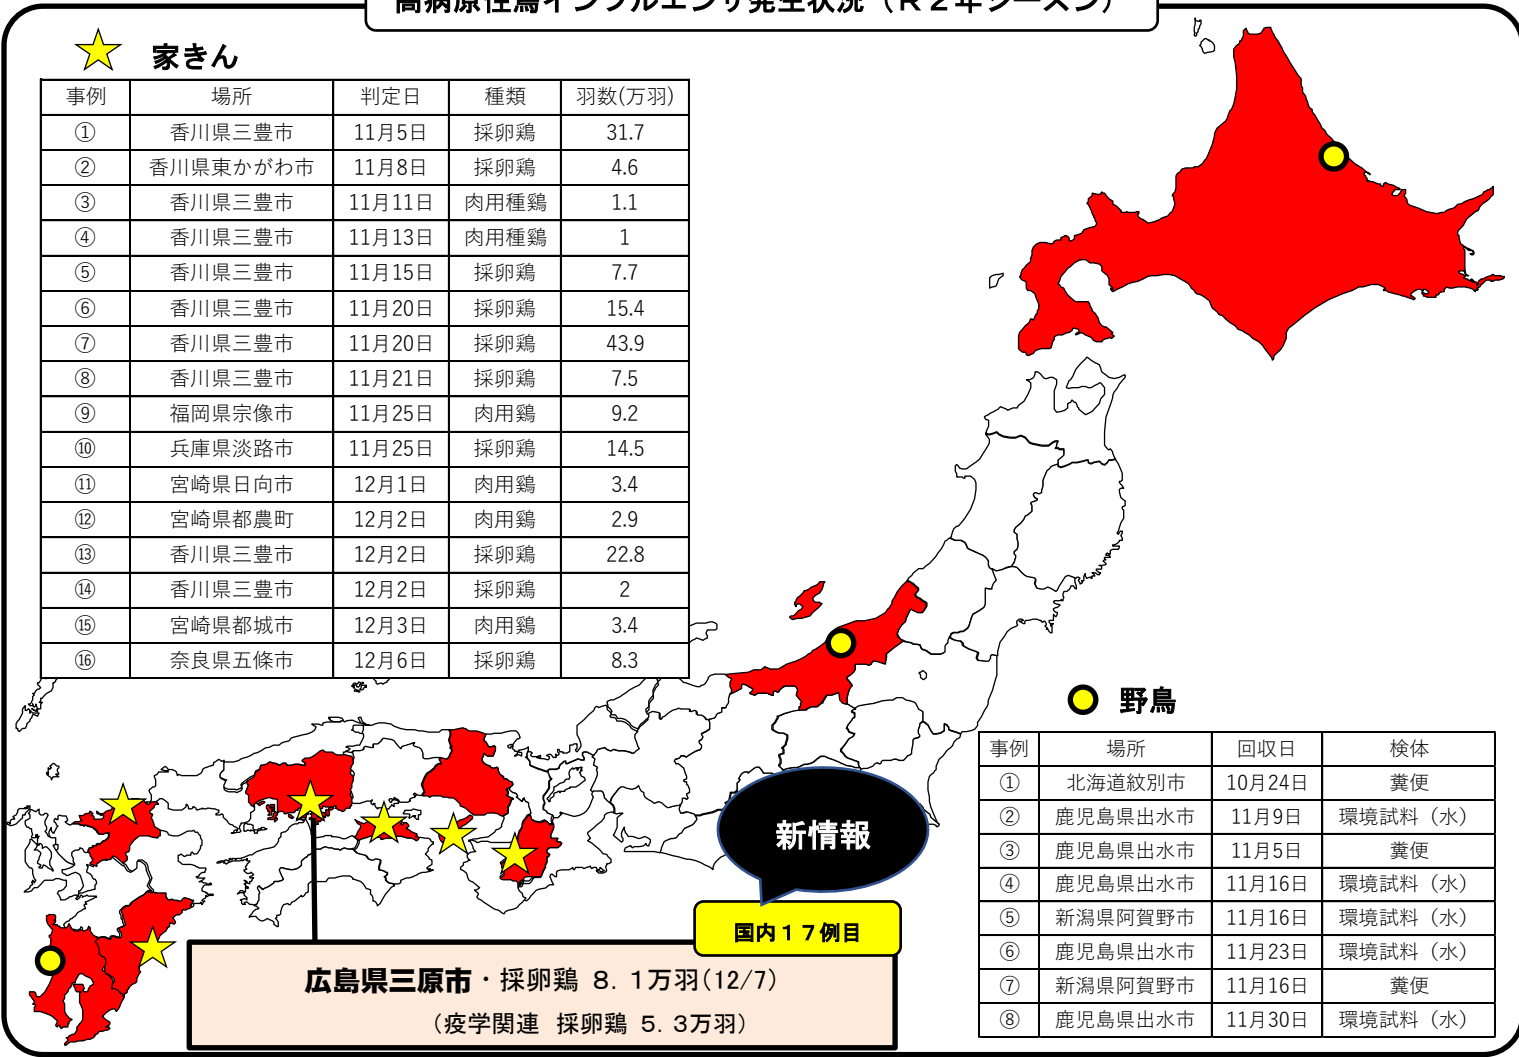 高病原性鳥インフルエンザ発生状況（Ｒ２年シーズン）
家きん
事例 場所 判定日 種類 羽数(万羽)
① 香川県三豊市 11月5日 採卵鶏 31.7
② 香川県東かがわ市 11月8日 採卵鶏 4.6
③ 香川県三豊市 11月11日 肉用種鶏 1.1
④ 香川県三豊市 11月13日 肉用種鶏 1
⑤ 香川県三豊市 11月15日 採卵鶏 7.7
⑥ 香川県三豊市 11月20日 採卵鶏 15.4
⑦ 香川県三豊市 11月20日 採卵鶏 43.9
⑧ 香川県三豊市 11月21日 採卵鶏 7.5
⑨ 福岡県宗像市 11月25日 肉用鶏 9.2
⑩ 兵庫県淡路市 11月25日 採卵鶏 14.5
⑪ 宮崎県日向市 12月1日 肉用鶏 3.4
⑫ 宮崎県都農町 12月2日 肉用鶏 2.9
⑬ 香川県三豊市 12月2日 採卵鶏 22.8
⑭ 香川県三豊市 12月2日 採卵鶏 2
⑮ 宮崎県都城市 12月3日 肉用鶏 3.4
⑯ 奈良県五條市 12月6日 採卵鶏 8.3
野鳥
事例 場所 回収日 検体
① 北海道紋別市 10月24日 糞便
② 鹿児島県出水市 11月9日 環境試料（水）
③ 鹿児島県出水市 11月5日 糞便
④ 鹿児島県出水市 11月16日 環境試料（水）
⑤ 新潟県阿賀野市 11月16日 環境試料（水）
⑥ 鹿児島県出水市 11月23日 環境試料（水）
⑦ 新潟県阿賀野市 11月16日 糞便
⑧ 鹿児島県出水市 11月30日 環境試料（水）
新情報
国内１７例目
広島県三原市・採卵鶏 8.1万羽(12/7)
（疫学関連 採卵鶏 5.3万羽）